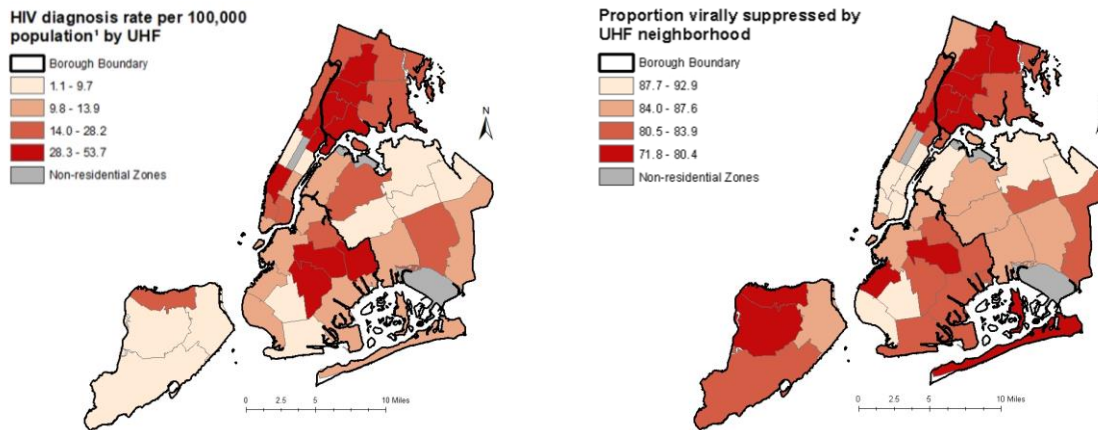 HIV diagnosis rate per 100,000
population¹ by UHF
Borough Boundary
1.1 - 9.7
9.8 - 13.9
14.0 - 28.2
28.3 - 53.7
Non-residential Zones
N
0 2.5 5 10 Miles
Proportion virally suppressed by
UHF neighborhood
Borough Boundary
87.7 - 92.9
84.0 - 87.6
80.5 - 83.9
71.8 - 80.4
Non-residential Zones
0 2.5 5 10 Miles